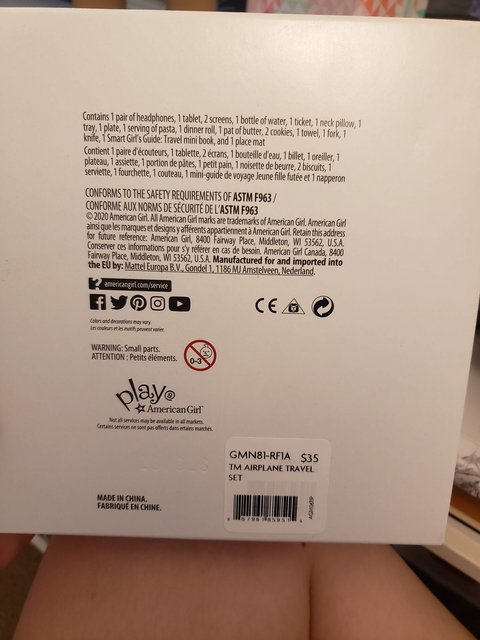 Contains 1 pair of headphones, 1 tablet, 2 screens, 1 bottle of water, 1 ticket, 1 neck pillow, 1
tray, 1 plate, 1 serving of pasta, 1 dinner roll, 1 pat of butter, 2 cookies, 1 towel, 1 fork, 1
knife, 1 Smart Girl's Guide: Travel mini book, and 1 place mat
Contient 1 paire d'écouteurs, 1 tablette, 2 écrans, 1 bouteille d'eau, 1 billet, 1 oreiller, 1
plateau, 1 assiette, 1 portion de pâtes, 1 petit pain, 1 noisette de beurre, 2 biscuits, 1
serviette, 1 fourchette, 1 couteau, 1 mini-guide de voyage Jeune fille futée et 1 napperon
CONFORMS TO THE SAFETY REQUIREMENTS OF ASTM F963 /
CONFORME AUX NORMS DE SÉCURITÉ DE L'ASTM F963
© 2020 American Girl. All American Girl marks are trademarks of American Girl. American Girl
ainsi que les marques et designs y afférents appartiennent à American Girl. Retain this address
for future reference: American Girl, 8400 Fairway Place, Middleton, WI 53562, U.S.A.
Conserver ces informations pour s'y référer en cas de besoin. American Girl Canada, 8400
Fairway Place, Middleton, WI 53562, U.S.A. Manufactured for and imported into
the EU by: Mattel Europa B.V., Gondel 1, 1186 MJ Amstelveen, Nederland.
? americangirl.com/service
CE
Colors and decorations may vary.
Les couleurs et les motifs peuvent varier.
WARNING: Small parts.
ATTENTION : Petits éléments.
0-3
play@
American Girl™
Not all services may be available in all markets.
Certains services ne sont pas offerts dans certains marchés.
GMN81-RF1A $35
TM AIRPLANE TRAVEL
SET
MADE IN CHINA.
FABRIQUÉ EN CHINE.